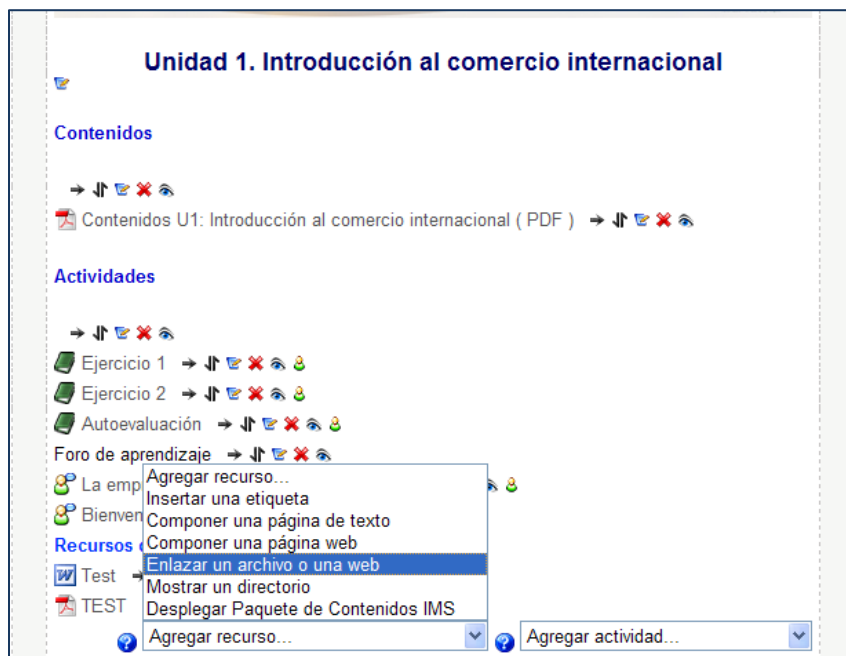 Unidad 1. Introducción al comercio internacional
Contenidos
Contenidos U1: Introducción al comercio internacional ( PDF )
Actividades
Ejercicio 1
Ejercicio 2
Autoevaluación
Foro de aprendizaje
La emp
Bienven
Recursos
Test
TEST
Agregar recurso...
Insertar una etiqueta
Componer una página de texto
Componer una página web
Enlazar un archivo o una web
Mostrar un directorio
Desplegar Paquete de Contenidos IMS
Agregar recurso... Agregar actividad...